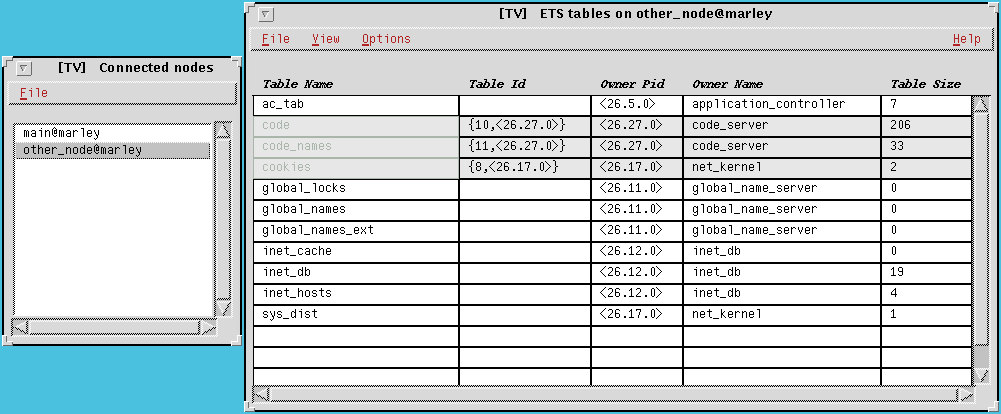 [TV] Connected nodes
File
main@marley
other_node@marley
[TV] ETS tables on other_node@marley
File View Options Help
Table Name Table Id Owner Pid Owner Name Table Size
ac_tab <26.5.0> application_controller 7
code {10,<26.27.0>} <26.27.0> code_server 206
code_names {11,<26.27.0>} <26.27.0> code_server 33
cookies {8,<26.17.0>} <26.17.0> net_kernel 2
global_locks <26.11.0> global_name_server 0
global_names <26.11.0> global_name_server 0
global_names_ext <26.11.0> global_name_server 0
inet_cache <26.12.0> inet_db 0
inet_db <26.12.0> inet_db 19
inet_hosts <26.12.0> inet_db 4
sys_dist <26.17.0> net_kernel 1